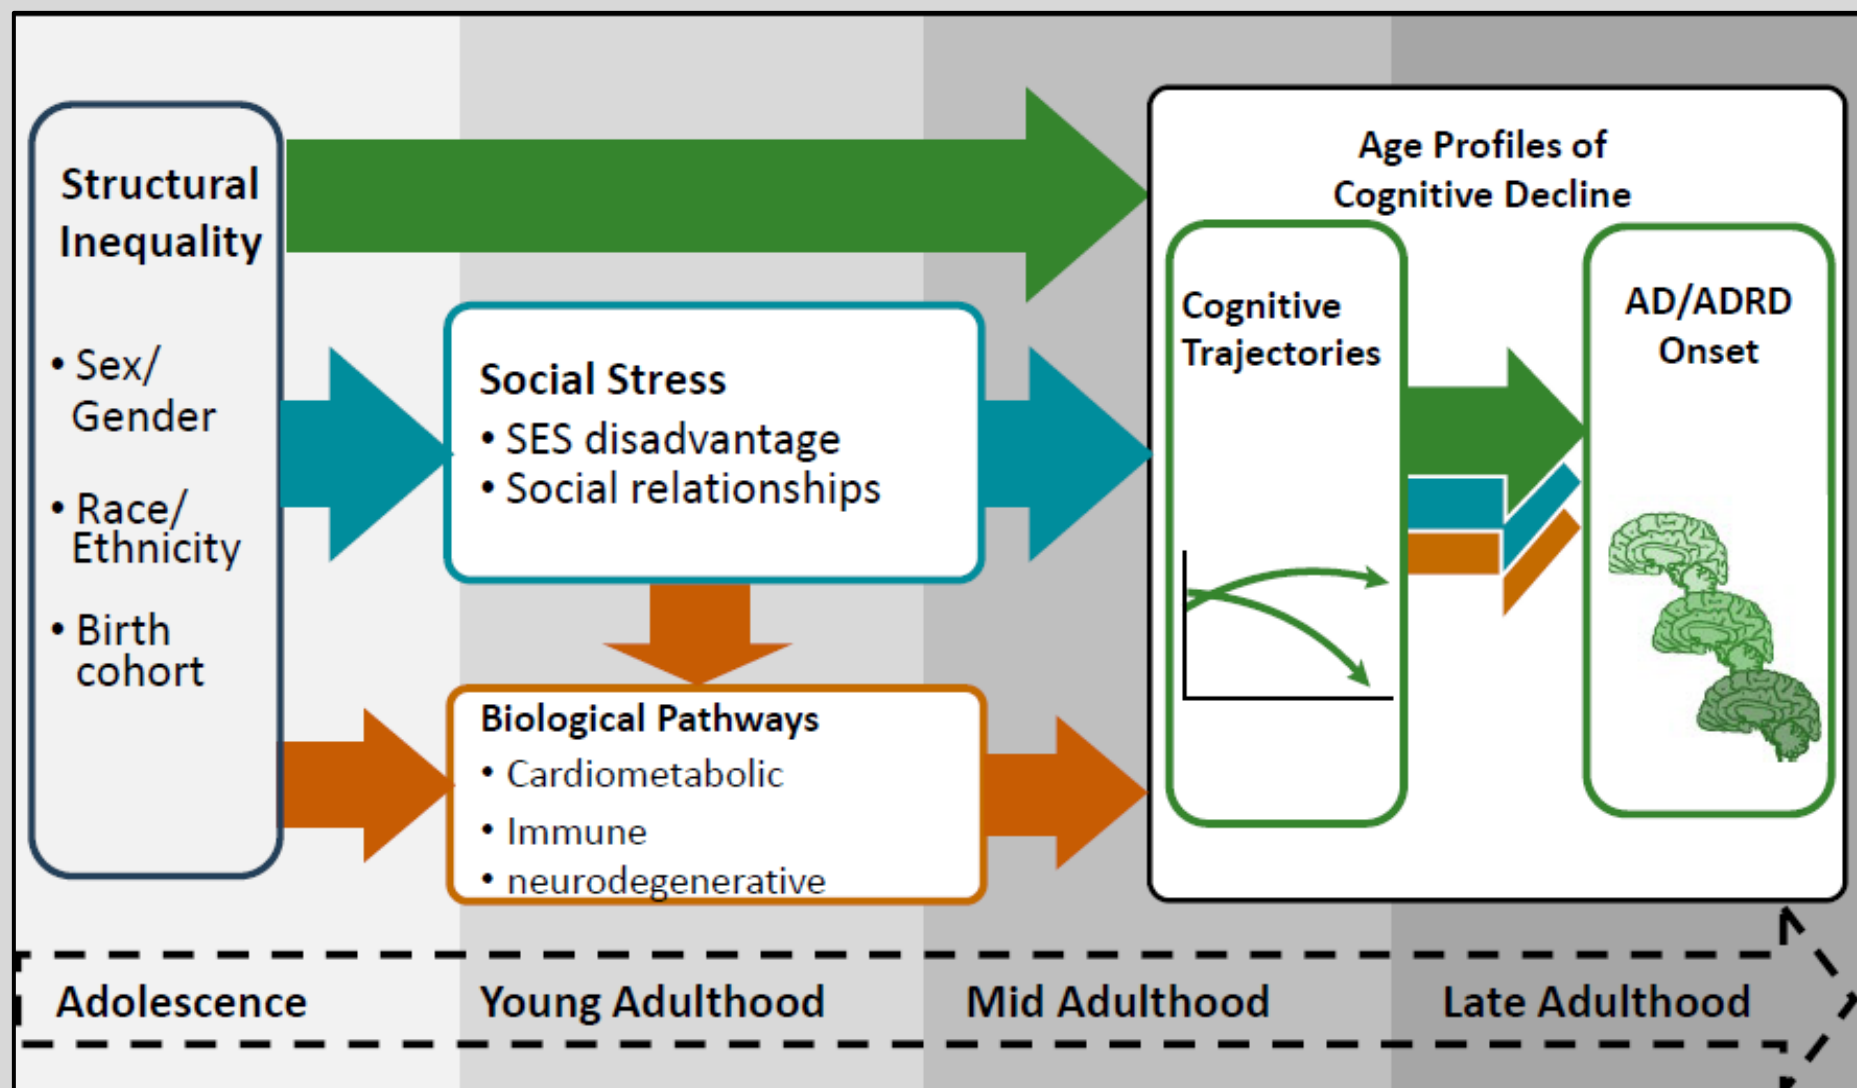 Structural
Inequality
• Sex/
Gender
• Race/
Ethnicity
• Birth
cohort
Social Stress
• SES disadvantage
• Social relationships
Biological Pathways
• Cardiometabolic
• Immune
• neurodegenerative
Age Profiles of
Cognitive Decline
Cognitive
Trajectories
AD/ADRD
Onset
Adolescence
Young Adulthood
Mid Adulthood
Late Adulthood